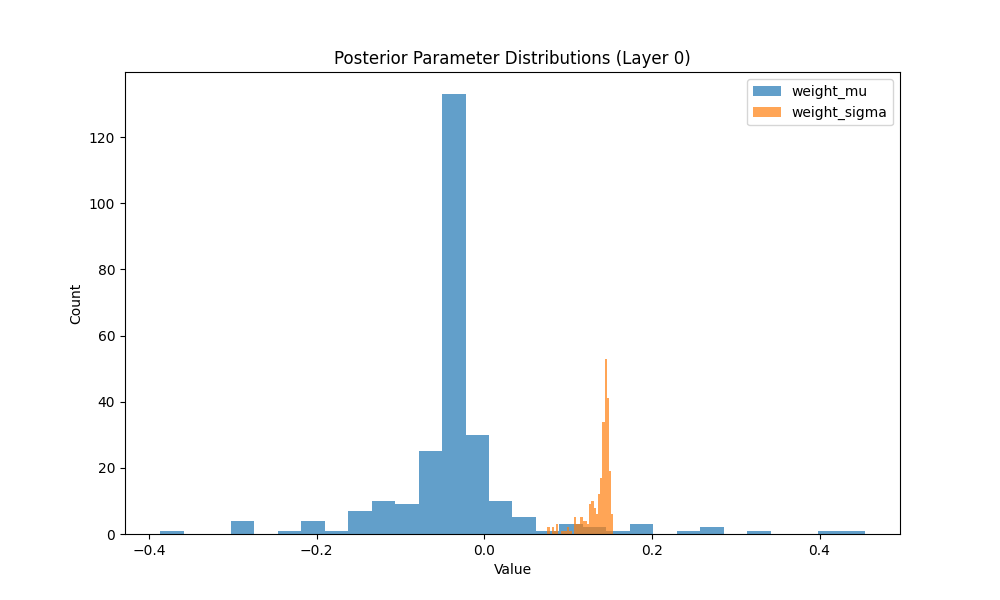 Posterior Parameter Distributions (Layer 0)
weight_mu
weight_sigma
Count
120
100
80
60
40
20
0
−0.4
−0.2
0.0
0.2
0.4
Value